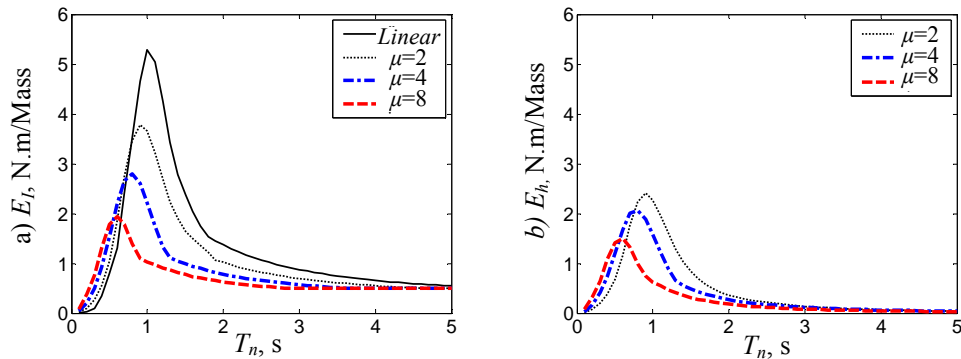 a) E_I, N.m/Mass
6
5
4
3
2
1
0
Linear
μ=2
μ=4
μ=8
0 1 2 3 4 5
T_n, s
b) E_h, N.m/Mass
6
5
4
3
2
1
0
μ=2
μ=4
μ=8
0 1 2 3 4 5
T_n, s